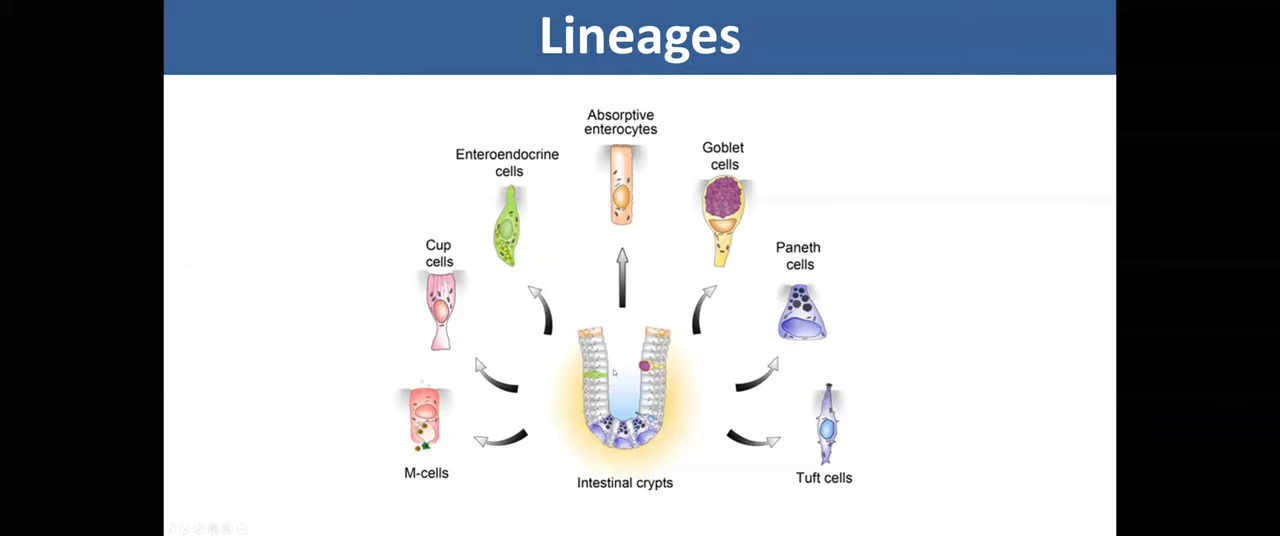 Lineages
Absorptive
enterocytes
Enteroendocrine
cells
Goblet
cells
Cup
cells
Paneth
cells
M-cells
Intestinal crypts
Tuft cells